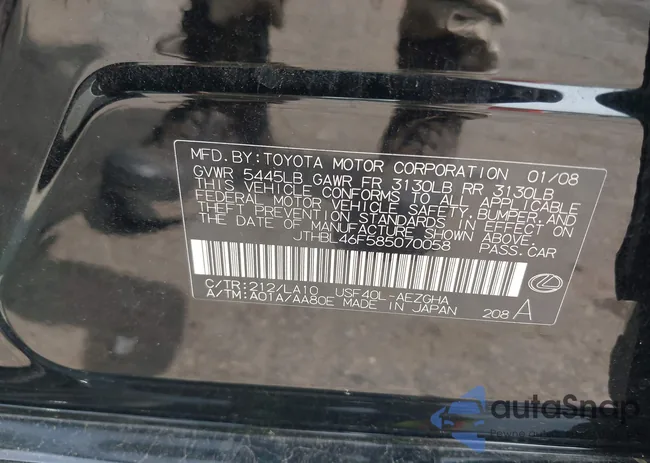 MFD. BY: TOYOTA MOTOR CORPORATION 01/08
GVWR 5445LB GAWR FR 3130LB RR 3130LB
THIS VEHICLE CONFORMS TO ALL APPLICABLE
FEDERAL MOTOR VEHICLE SAFETY, BUMPER, AND
THEFT PREVENTION STANDARDS IN EFFECT ON
THE DATE OF MANUFACTURE SHOWN ABOVE.
JTHBL46F585070058 PASS.CAR
C/TR:212/LA10 USF40L-AEZGHA
A/TM:A01A/AA80E MADE IN JAPAN 208 A
autoSnap
Pewne auto